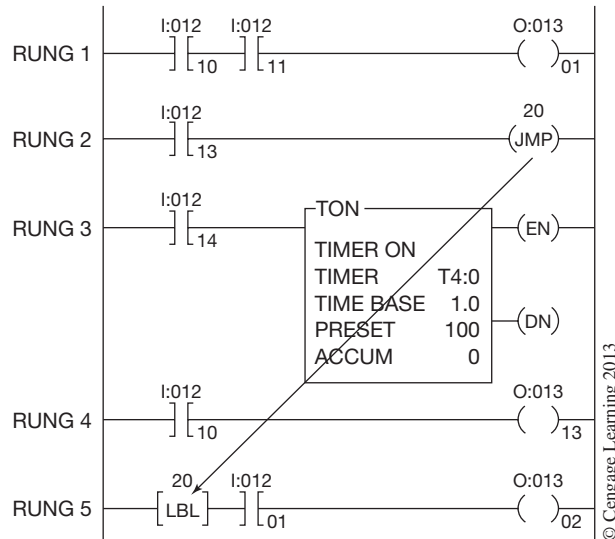 I:012 I:012 O:013
RUNG 1 10 11 01
I:012 20
RUNG 2 13 JMP
I:012
RUNG 3 14
TON EN
TIMER ON
TIMER T4:0
TIME BASE 1.0
PRESET 100 DN
ACCUM 0
I:012 O:013
RUNG 4 10 13
20 I:012 O:013
RUNG 5 LBL 01 02
© Cengage Learning 2013